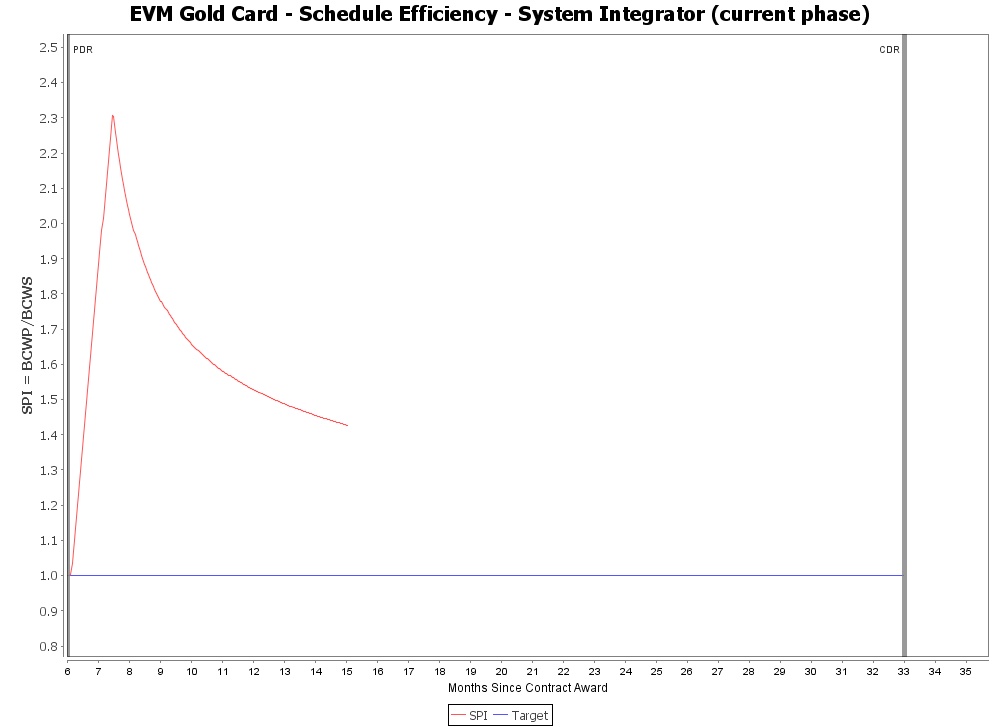 EVM Gold Card - Schedule Efficiency - System Integrator (current phase)
2.5
2.4
2.3
2.2
2.1
2.0
1.9
1.8
1.7
1.6
1.5
1.4
1.3
1.2
1.1
1.0
0.9
0.8
SPI = BCWP/BCWS
PDR
CDR
6 7 8 9 10 11 12 13 14 15 16 17 18 19 20 21 22 23 24 25 26 27 28 29 30 31 32 33 34 35
Months Since Contract Award
SPI Target